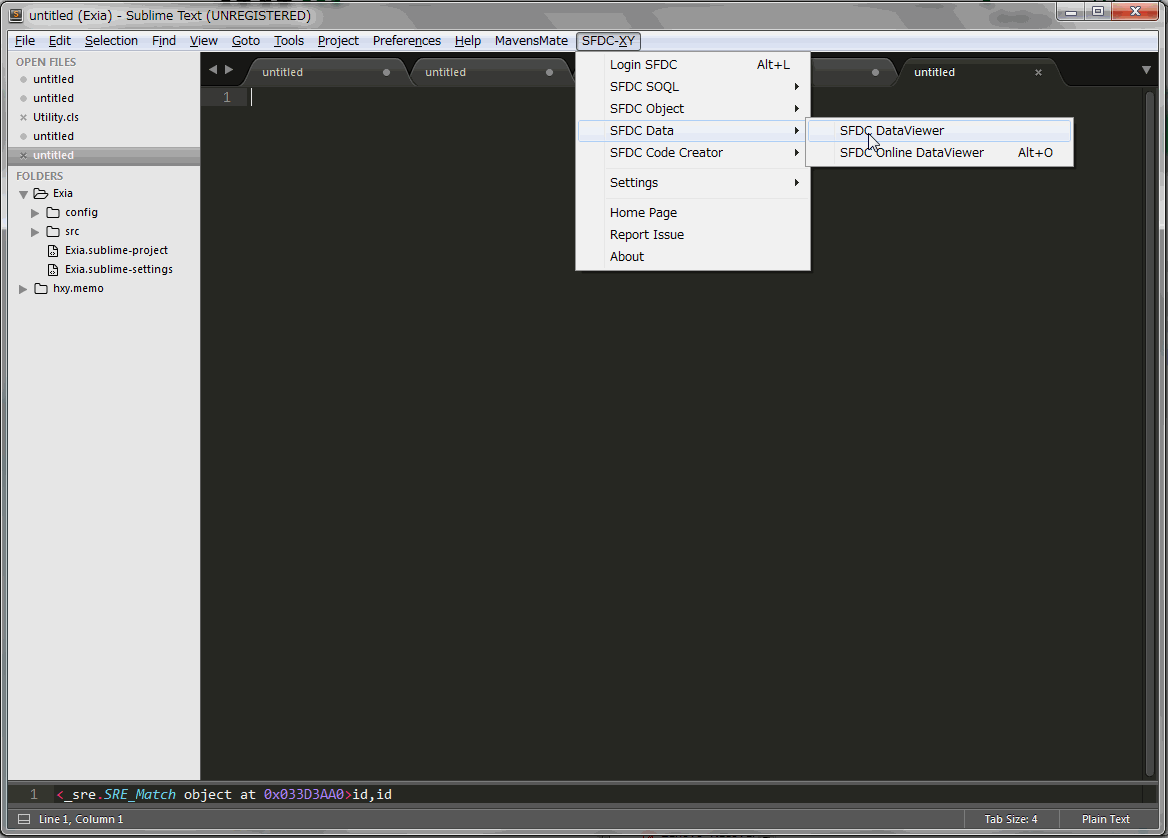 untitled (Exia) - Sublime Text (UNREGISTERED)
File Edit Selection Find View Goto Tools Project Preferences Help MavensMate SFDC-XY
OPEN FILES
untitled
untitled
Utility.cls
untitled
untitled
FOLDERS
Exia
config
src
Exia.sublime-project
Exia.sublime-settings
hxy.memo
untitled untitled untitled
1
Login SFDC Alt+L
SFDC SOQL
SFDC Object
SFDC Data
SFDC Code Creator
Settings
Home Page
Report Issue
About
SFDC DataViewer
SFDC Online DataViewer Alt+O
1 <_sre.SRE_Match object at 0x033D3AA0>id,id
Line 1, Column 1 Tab Size: 4 Plain Text